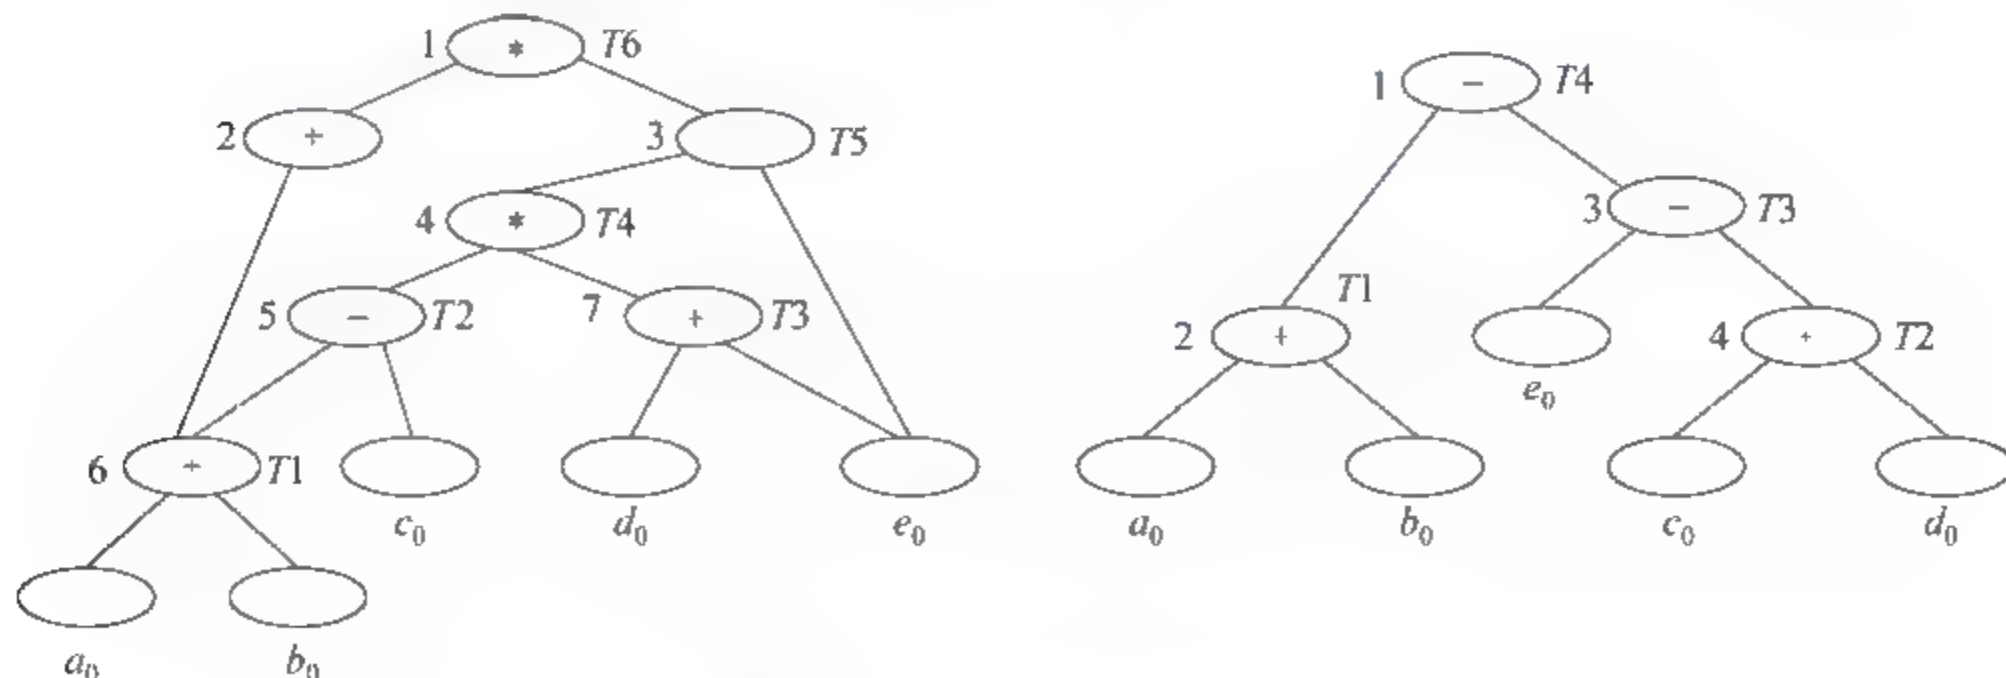 1 * T6
2 +
3 T5
4 * T4
5 − T2
7 + T3
6 + T1
c₀
d₀
e₀
a₀
b₀
1 − T4
3 − T3
T1
2 +
4 + T2
e₀
a₀
b₀
c₀
d₀